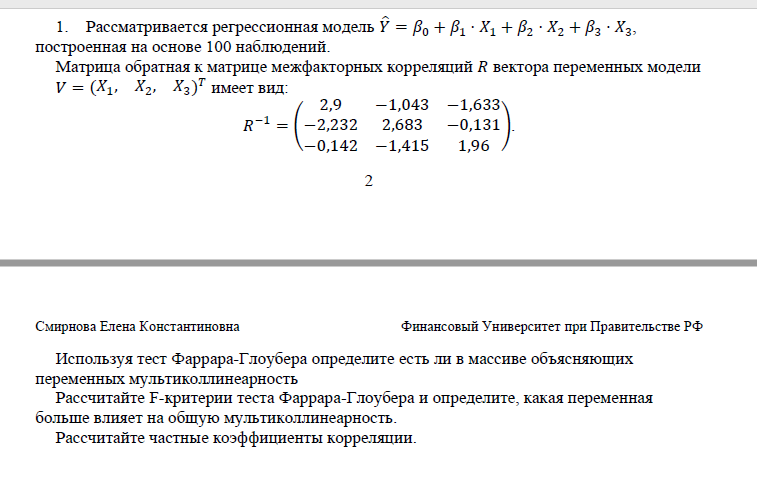 1. Рассматривается регрессионная модель Ŷ = β₀ + β₁ · X₁ + β₂ · X₂ + β₃ · X₃,
построенная на основе 100 наблюдений.
Матрица обратная к матрице межфакторных корреляций R вектора переменных модели
V = (X₁, X₂, X₃)ᵀ имеет вид:
2,9 −1,043 −1,633
R⁻¹ = (−2,232 2,683 −0,131).
−0,142 −1,415 1,96
2
Смирнова Елена Константиновна Финансовый Университет при Правительстве РФ
Используя тест Фаррара-Глоубера определите есть ли в массиве объясняющих
переменных мультиколлинеарность
Рассчитайте F-критерии теста Фаррара-Глоубера и определите, какая переменная
больше влияет на общую мультиколлинеарность.
Рассчитайте частные коэффициенты корреляции.